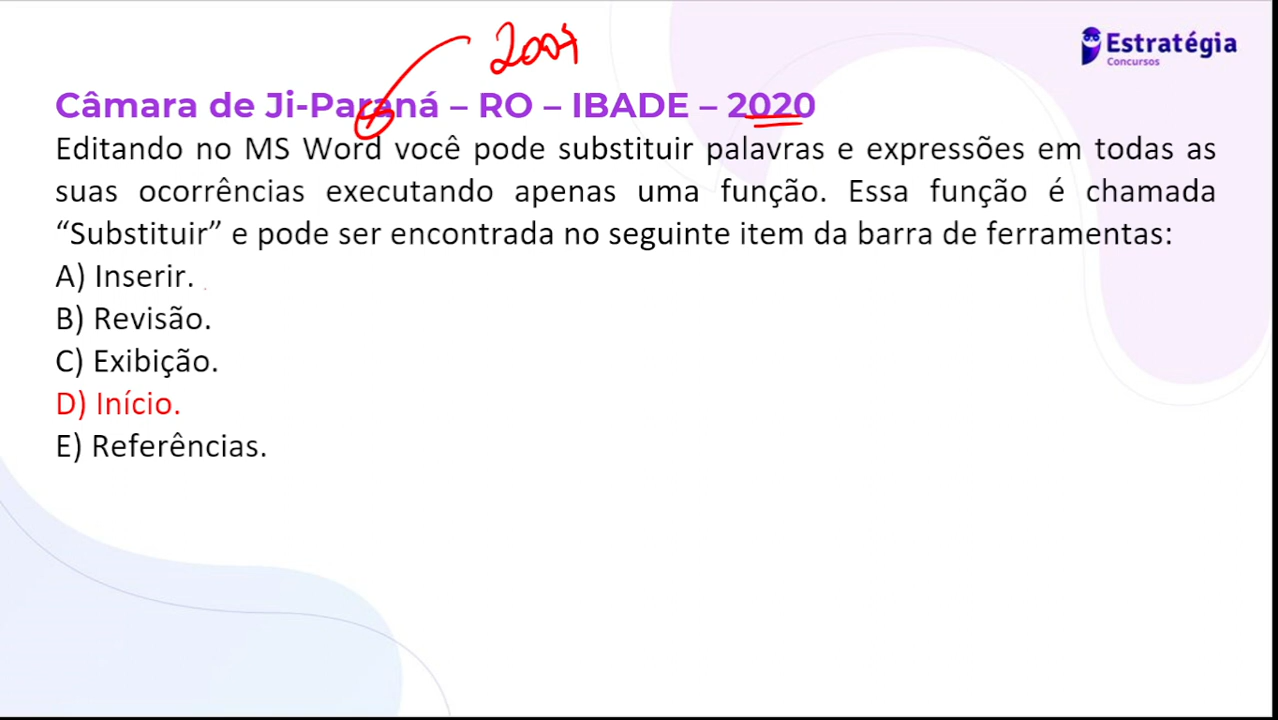 2007
Estratégia
Concursos
Câmara de Ji-Paraná – RO – IBADE – 2020
Editando no MS Word você pode substituir palavras e expressões em todas as
suas ocorrências executando apenas uma função. Essa função é chamada
“Substituir” e pode ser encontrada no seguinte item da barra de ferramentas:
A) Inserir.
B) Revisão.
C) Exibição.
D) Início.
E) Referências.